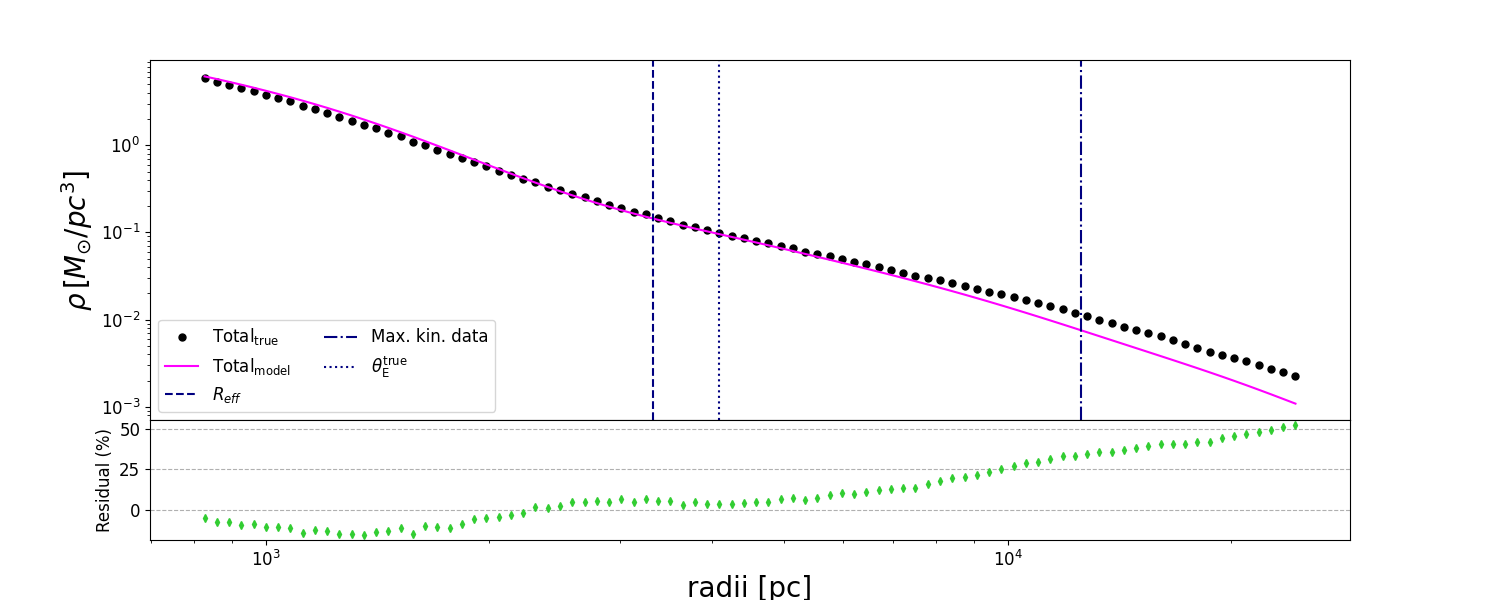 10⁰
10⁻¹
10⁻²
10⁻³
ρ [M⊙/pc³]
Total_true
Total_model
R_eff
Max. kin. data
θ_E^true
50
25
0
Residual (%)
10³
10⁴
radii [pc]